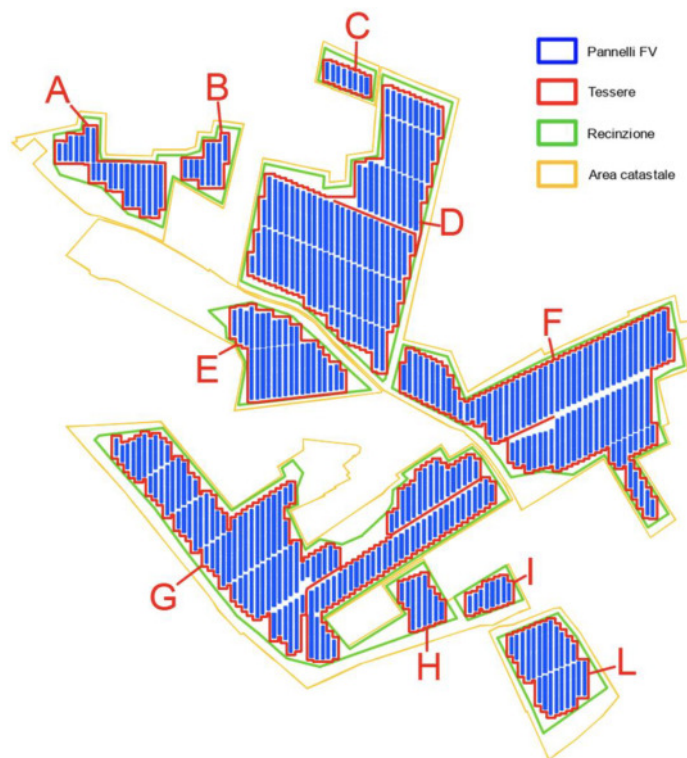 C
Pannelli FV
A
B
Tessere
Recinzione
Area catastale
D
E
F
G
H
I
L